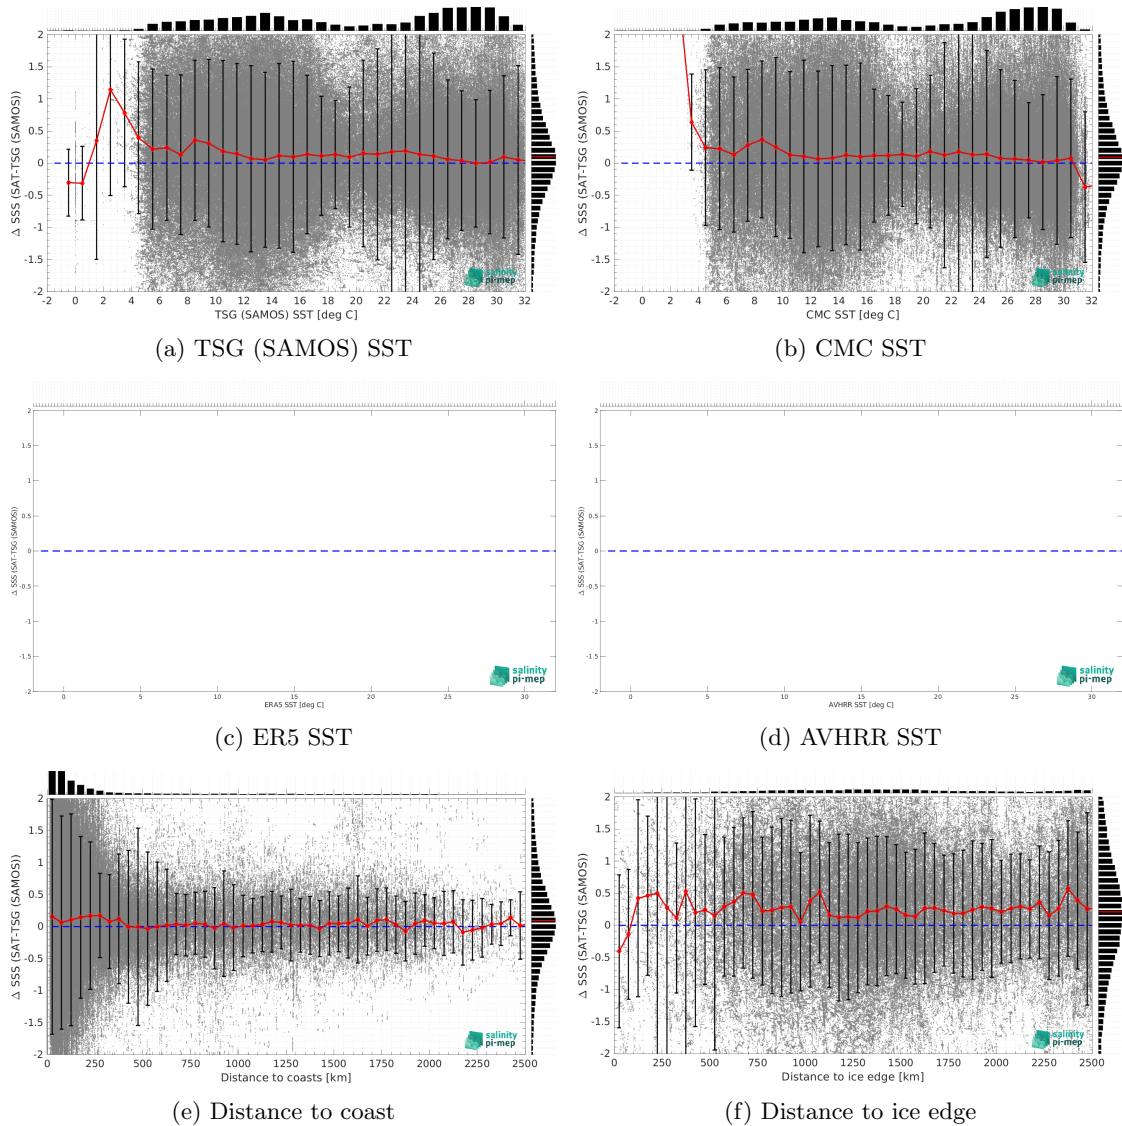 2
1.5
1
0.5
0
-0.5
-1
-1.5
-2
Δ SSS (SAT-TSG (SAMOS))
-2 0 2 4 6 8 10 12 14 16 18 20 22 24 26 28 30 32
TSG (SAMOS) SST [deg C]
salinity
pi-mep
(a) TSG (SAMOS) SST
2
1.5
1
0.5
0
-0.5
-1
-1.5
-2
Δ SSS (SAT-TSG (SAMOS))
-2 0 2 4 6 8 10 12 14 16 18 20 22 24 26 28 30 32
CMC SST [deg C]
salinity
pi-mep
(b) CMC SST
2
1.5
1
0.5
0
-0.5
-1
-1.5
-2
Δ SSS (SAT-TSG (SAMOS))
0 5 10 15 20 25 30
ERA5 SST [deg C]
salinity
pi-mep
(c) ER5 SST
2
1.5
1
0.5
0
-0.5
-1
-1.5
-2
Δ SSS (SAT-TSG (SAMOS))
0 5 10 15 20 25 30
AVHRR SST [deg C]
salinity
pi-mep
(d) AVHRR SST
2
1.5
1
0.5
0
-0.5
-1
-1.5
-2
Δ SSS (SAT-TSG (SAMOS))
0 250 500 750 1000 1250 1500 1750 2000 2250 2500
Distance to coasts [km]
salinity
pi-mep
(e) Distance to coast
2
1.5
1
0.5
0
-0.5
-1
-1.5
-2
Δ SSS (SAT-TSG (SAMOS))
0 250 500 750 1000 1250 1500 1750 2000 2250 2500
Distance to ice edge [km]
salinity
pi-mep
(f) Distance to ice edge